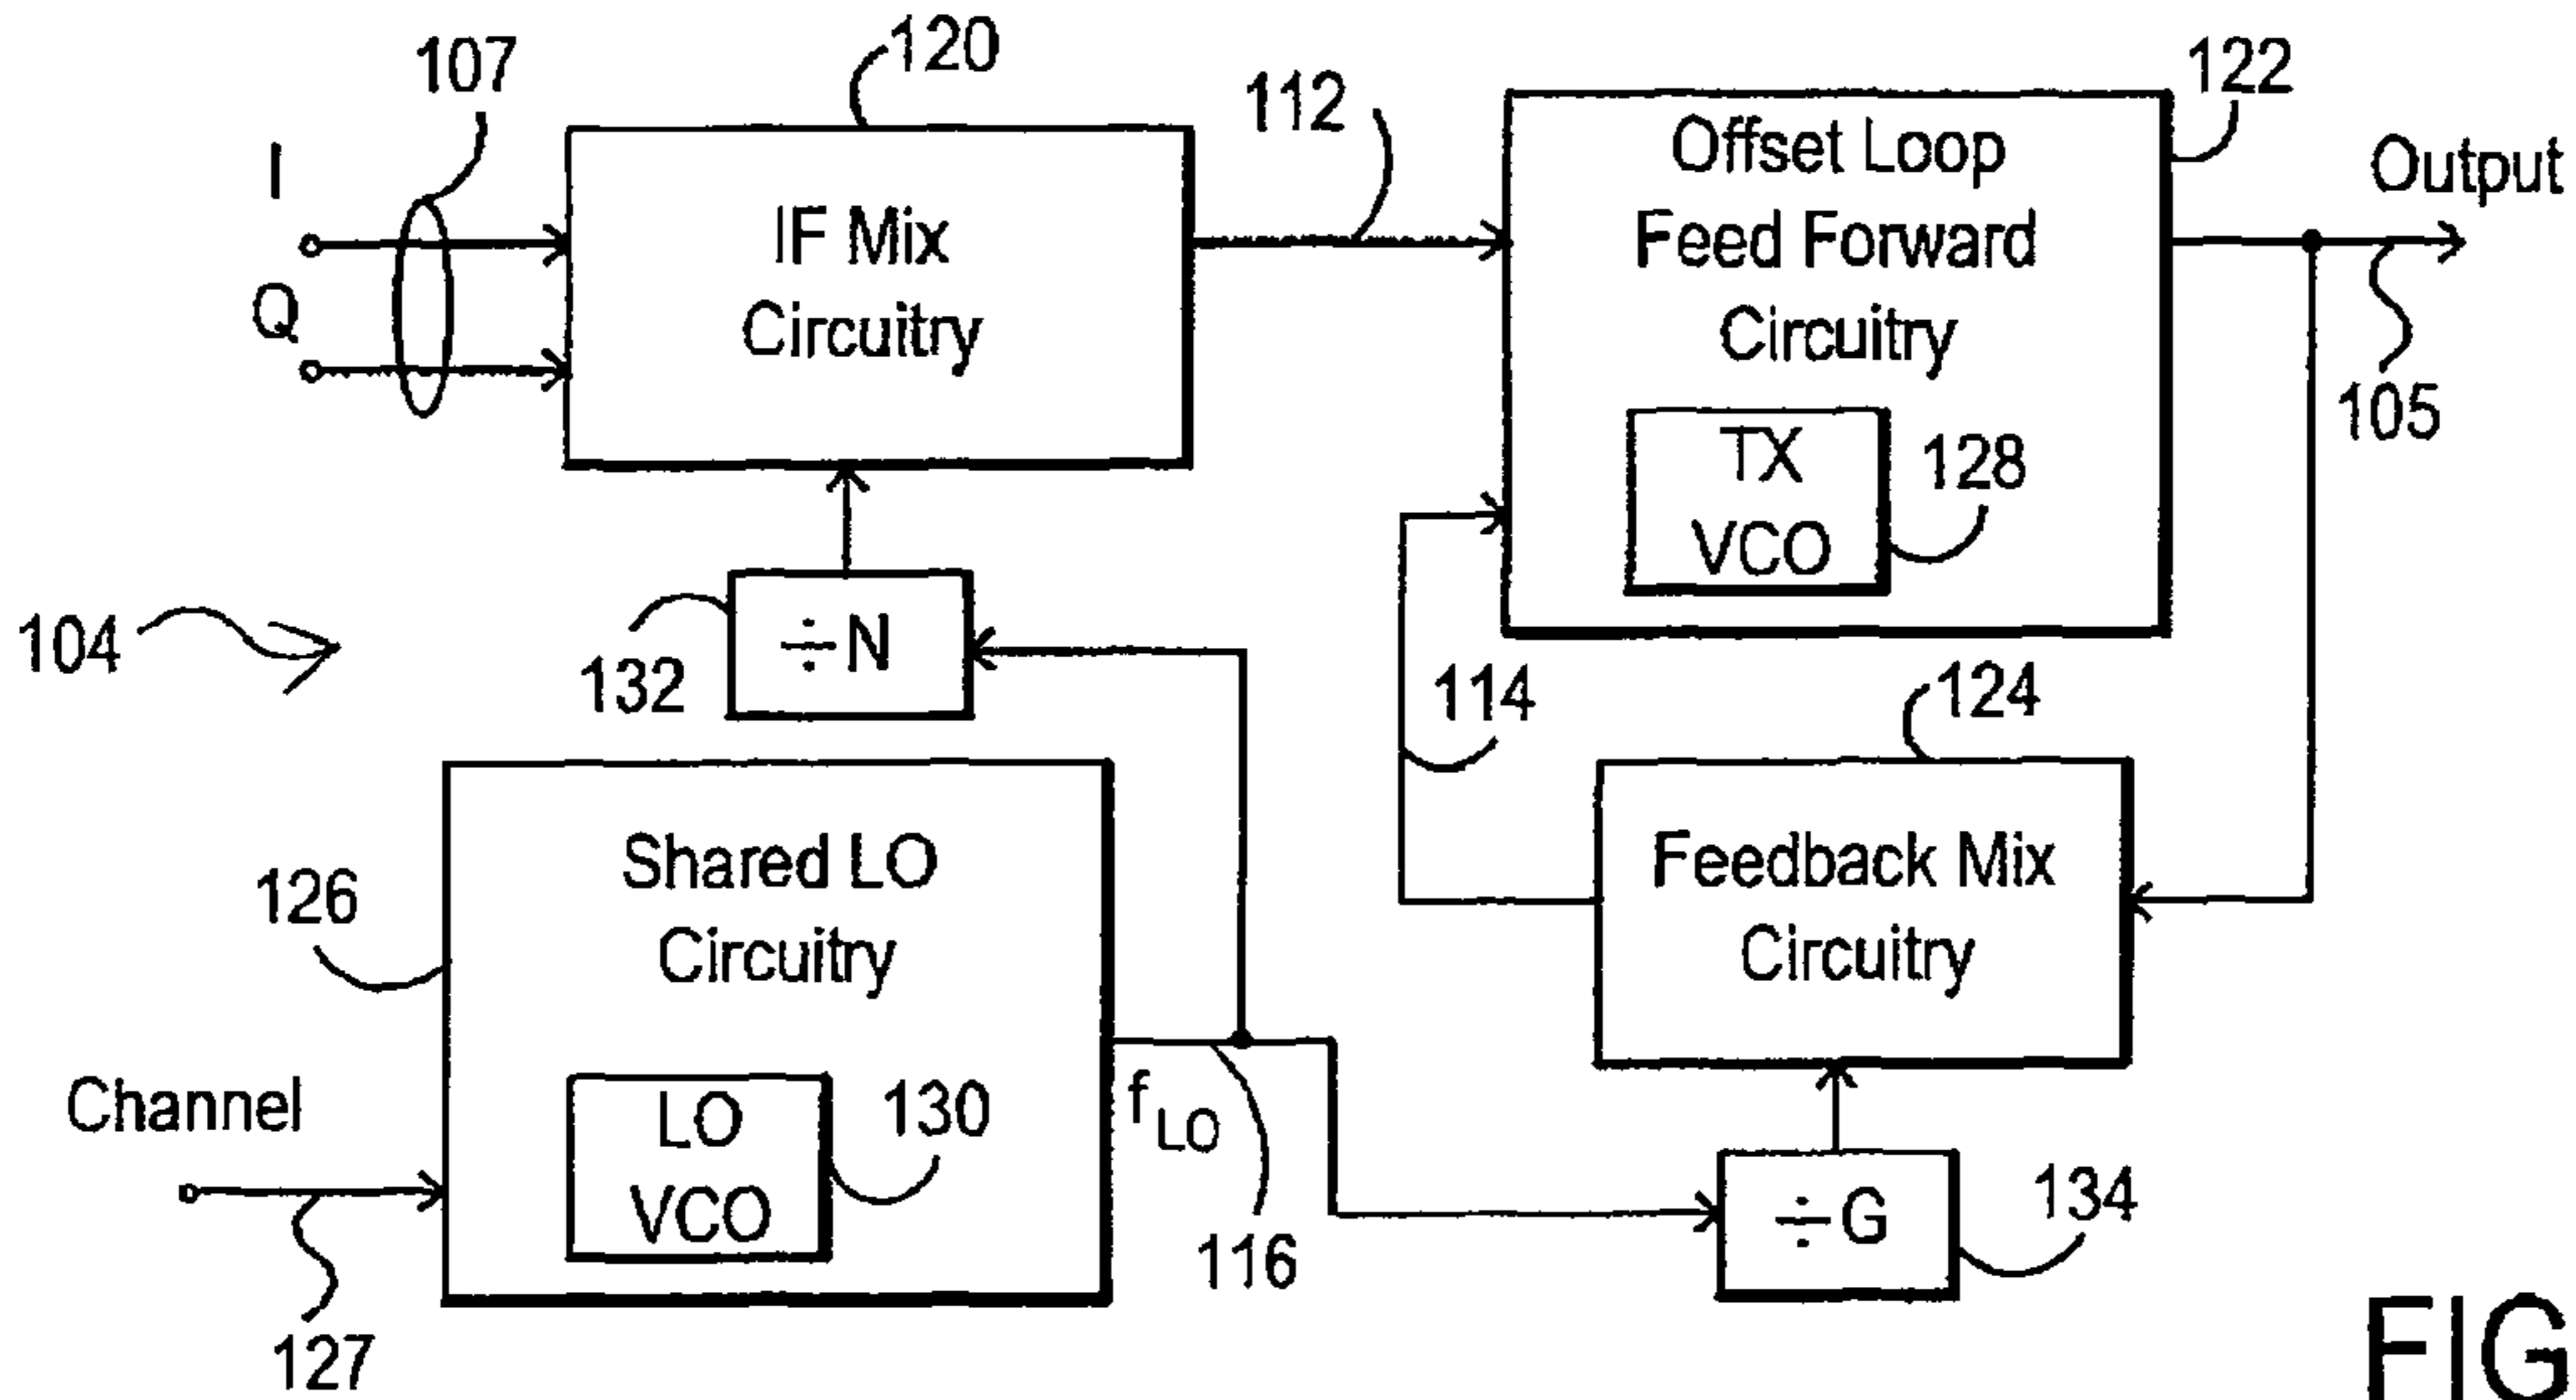 107
120
112
122
I
Q
IF Mix
Circuitry
Offset Loop
Feed Forward
Circuitry
TX
VCO
128
Output
105
104
132
÷N
114
124
126
Shared LO
Circuitry
LO
VCO
130
Channel
127
fLO
116
Feedback Mix
Circuitry
÷G
134
FIG